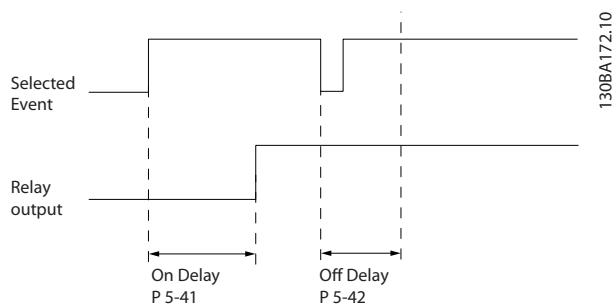 130BA172.10
Selected
Event
Relay
output
On Delay
P 5-41
Off Delay
P 5-42